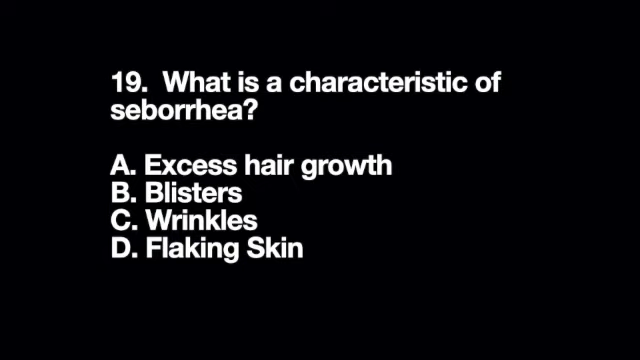 19.  What is a characteristic of
seborrhea?
A. Excess hair growth
B. Blisters
C. Wrinkles
D. Flaking Skin